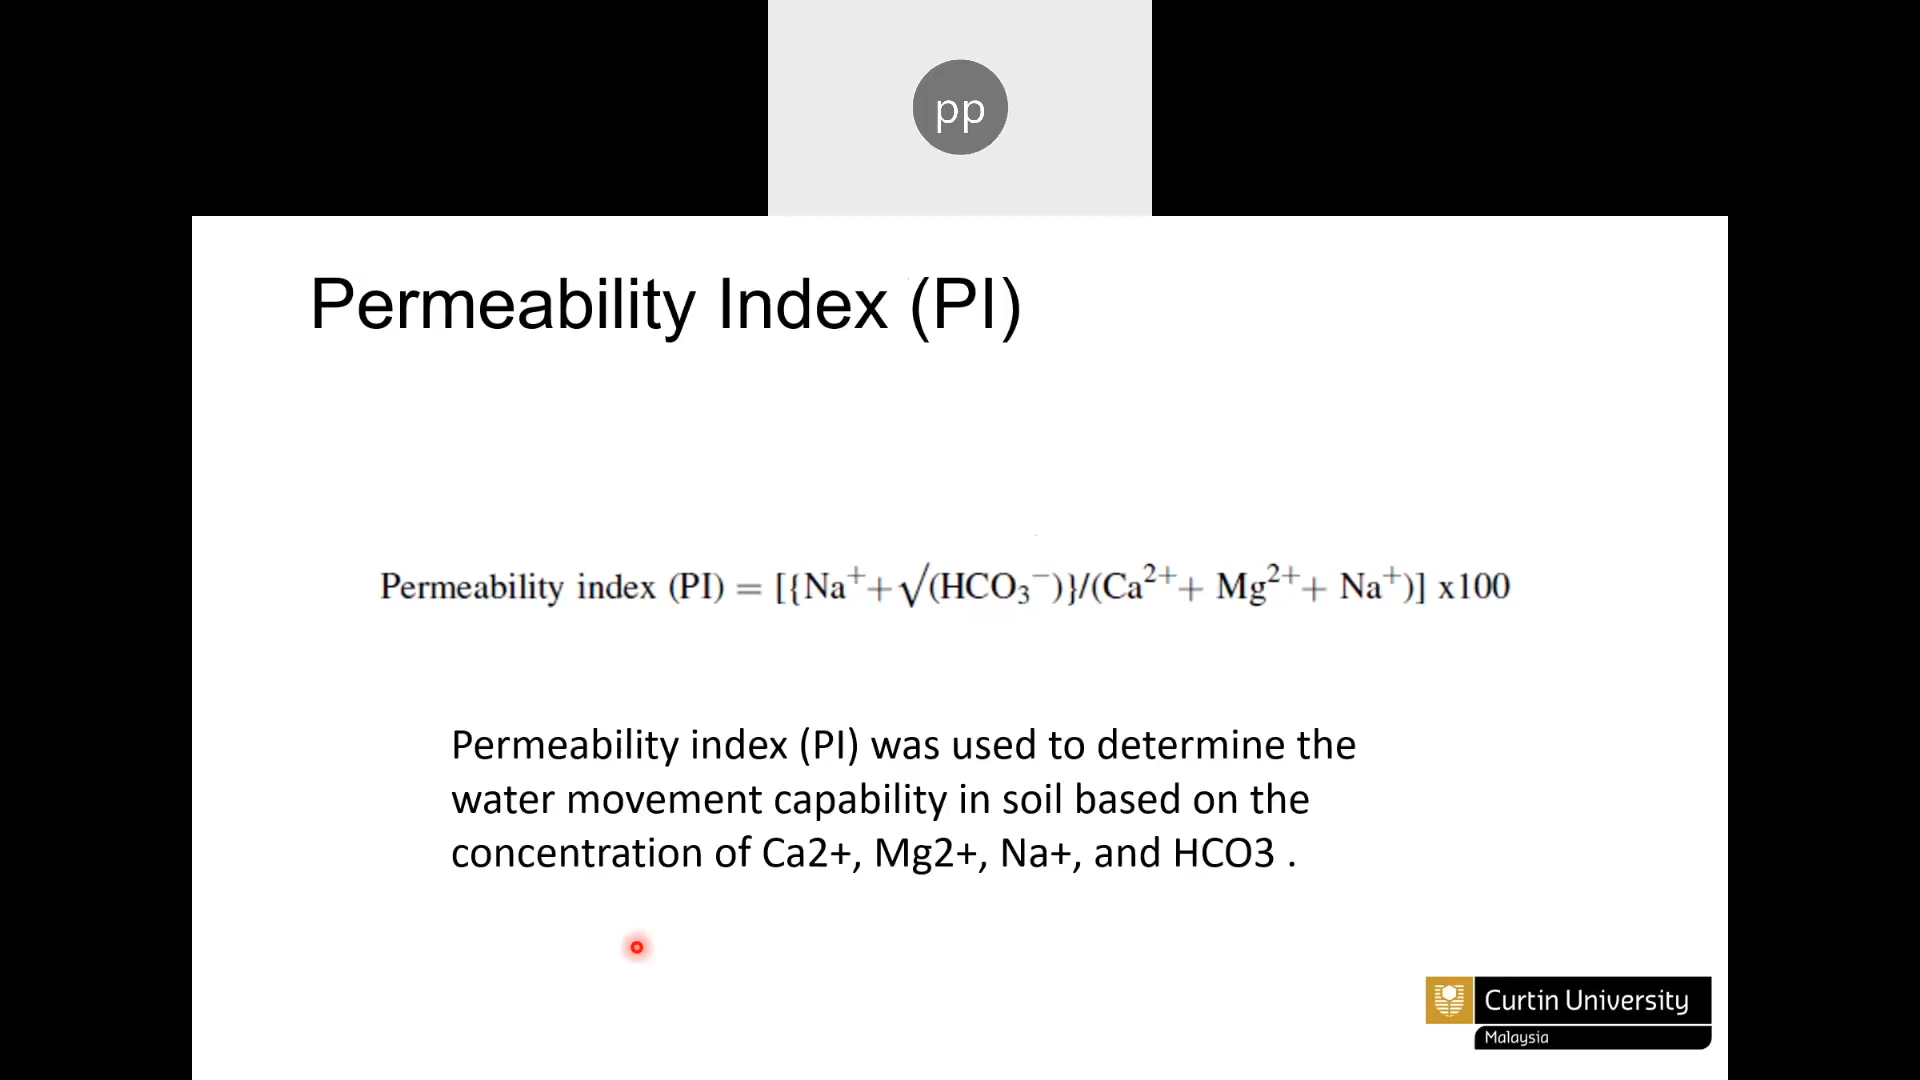 pp
Permeability Index (PI)
Permeability index (PI) = [{Na⁺+√(HCO₃⁻)}/(Ca²⁺+ Mg²⁺+ Na⁺)] x100
Permeability index (PI) was used to determine the
water movement capability in soil based on the
concentration of Ca2+, Mg2+, Na+, and HCO3 .
Curtin University
Malaysia